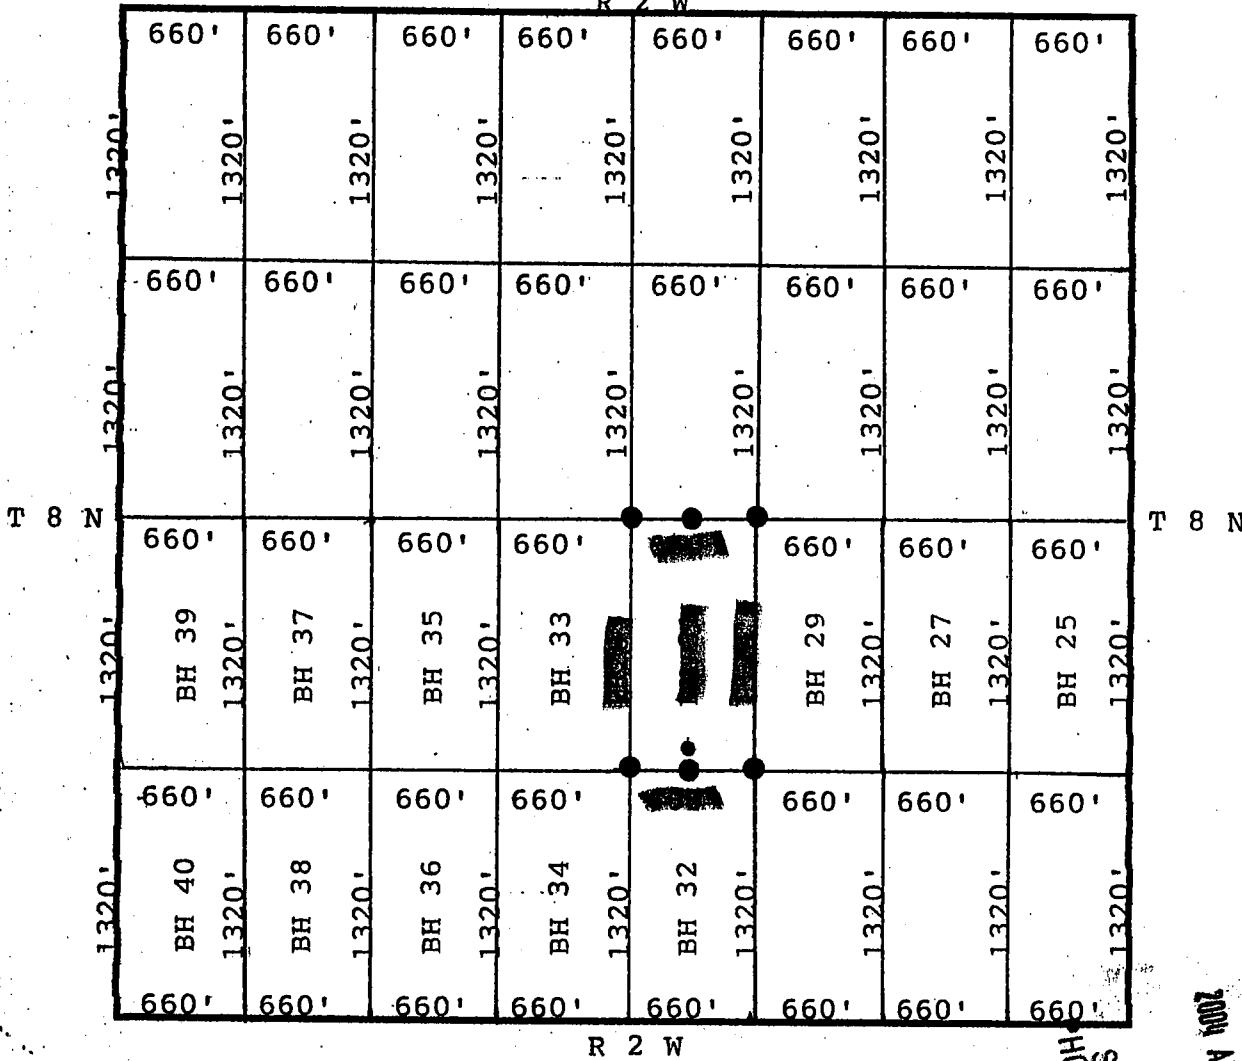 R 2 W
660' 660' 660' 660' 660' 660' 660' 660'
1320' 1320' 1320' 1320' 1320' 1320' 1320' 1320' 1320'
660' 660' 660' 660' 660' 660' 660' 660'
1320' 1320' 1320' 1320' 1320' 1320' 1320' 1320' 1320'
T 8 N T 8 N
660' 660' 660' 660' 660' 660' 660'
1320' BH 39 1320' BH 37 1320' BH 35 1320' BH 33 BH 29 1320' BH 27 1320' BH 25 1320'
660' 660' 660' 660' 660' 660' 660'
1320' BH 40 1320' BH 38 1320' BH 36 1320' BH 34 1320' BH 32 1320' 1320' 1320' 1320'
660' 660' 660' 660' 660' 660' 660' 660'
R 2 W
2004 A